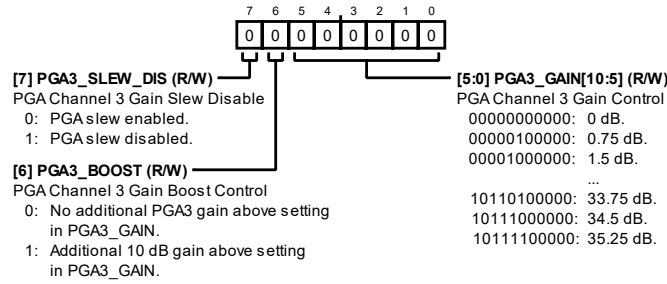 7 6 5 4 3 2 1 0
0 0 0 0 0 0 0 0
[7] PGA3_SLEW_DIS (R/W)
PGA Channel 3 Gain Slew Disable
0: PGA slew enabled.
1: PGA slew disabled.
[6] PGA3_BOOST (R/W)
PGA Channel 3 Gain Boost Control
0: No additional PGA3 gain above setting
in PGA3_GAIN.
1: Additional 10 dB gain above setting
in PGA3_GAIN.
[5:0] PGA3_GAIN[10:5] (R/W)
PGA Channel 3 Gain Control
00000000000: 0 dB.
00000100000: 0.75 dB.
00001000000: 1.5 dB.
...
10110100000: 33.75 dB.
10111000000: 34.5 dB.
10111100000: 35.25 dB.